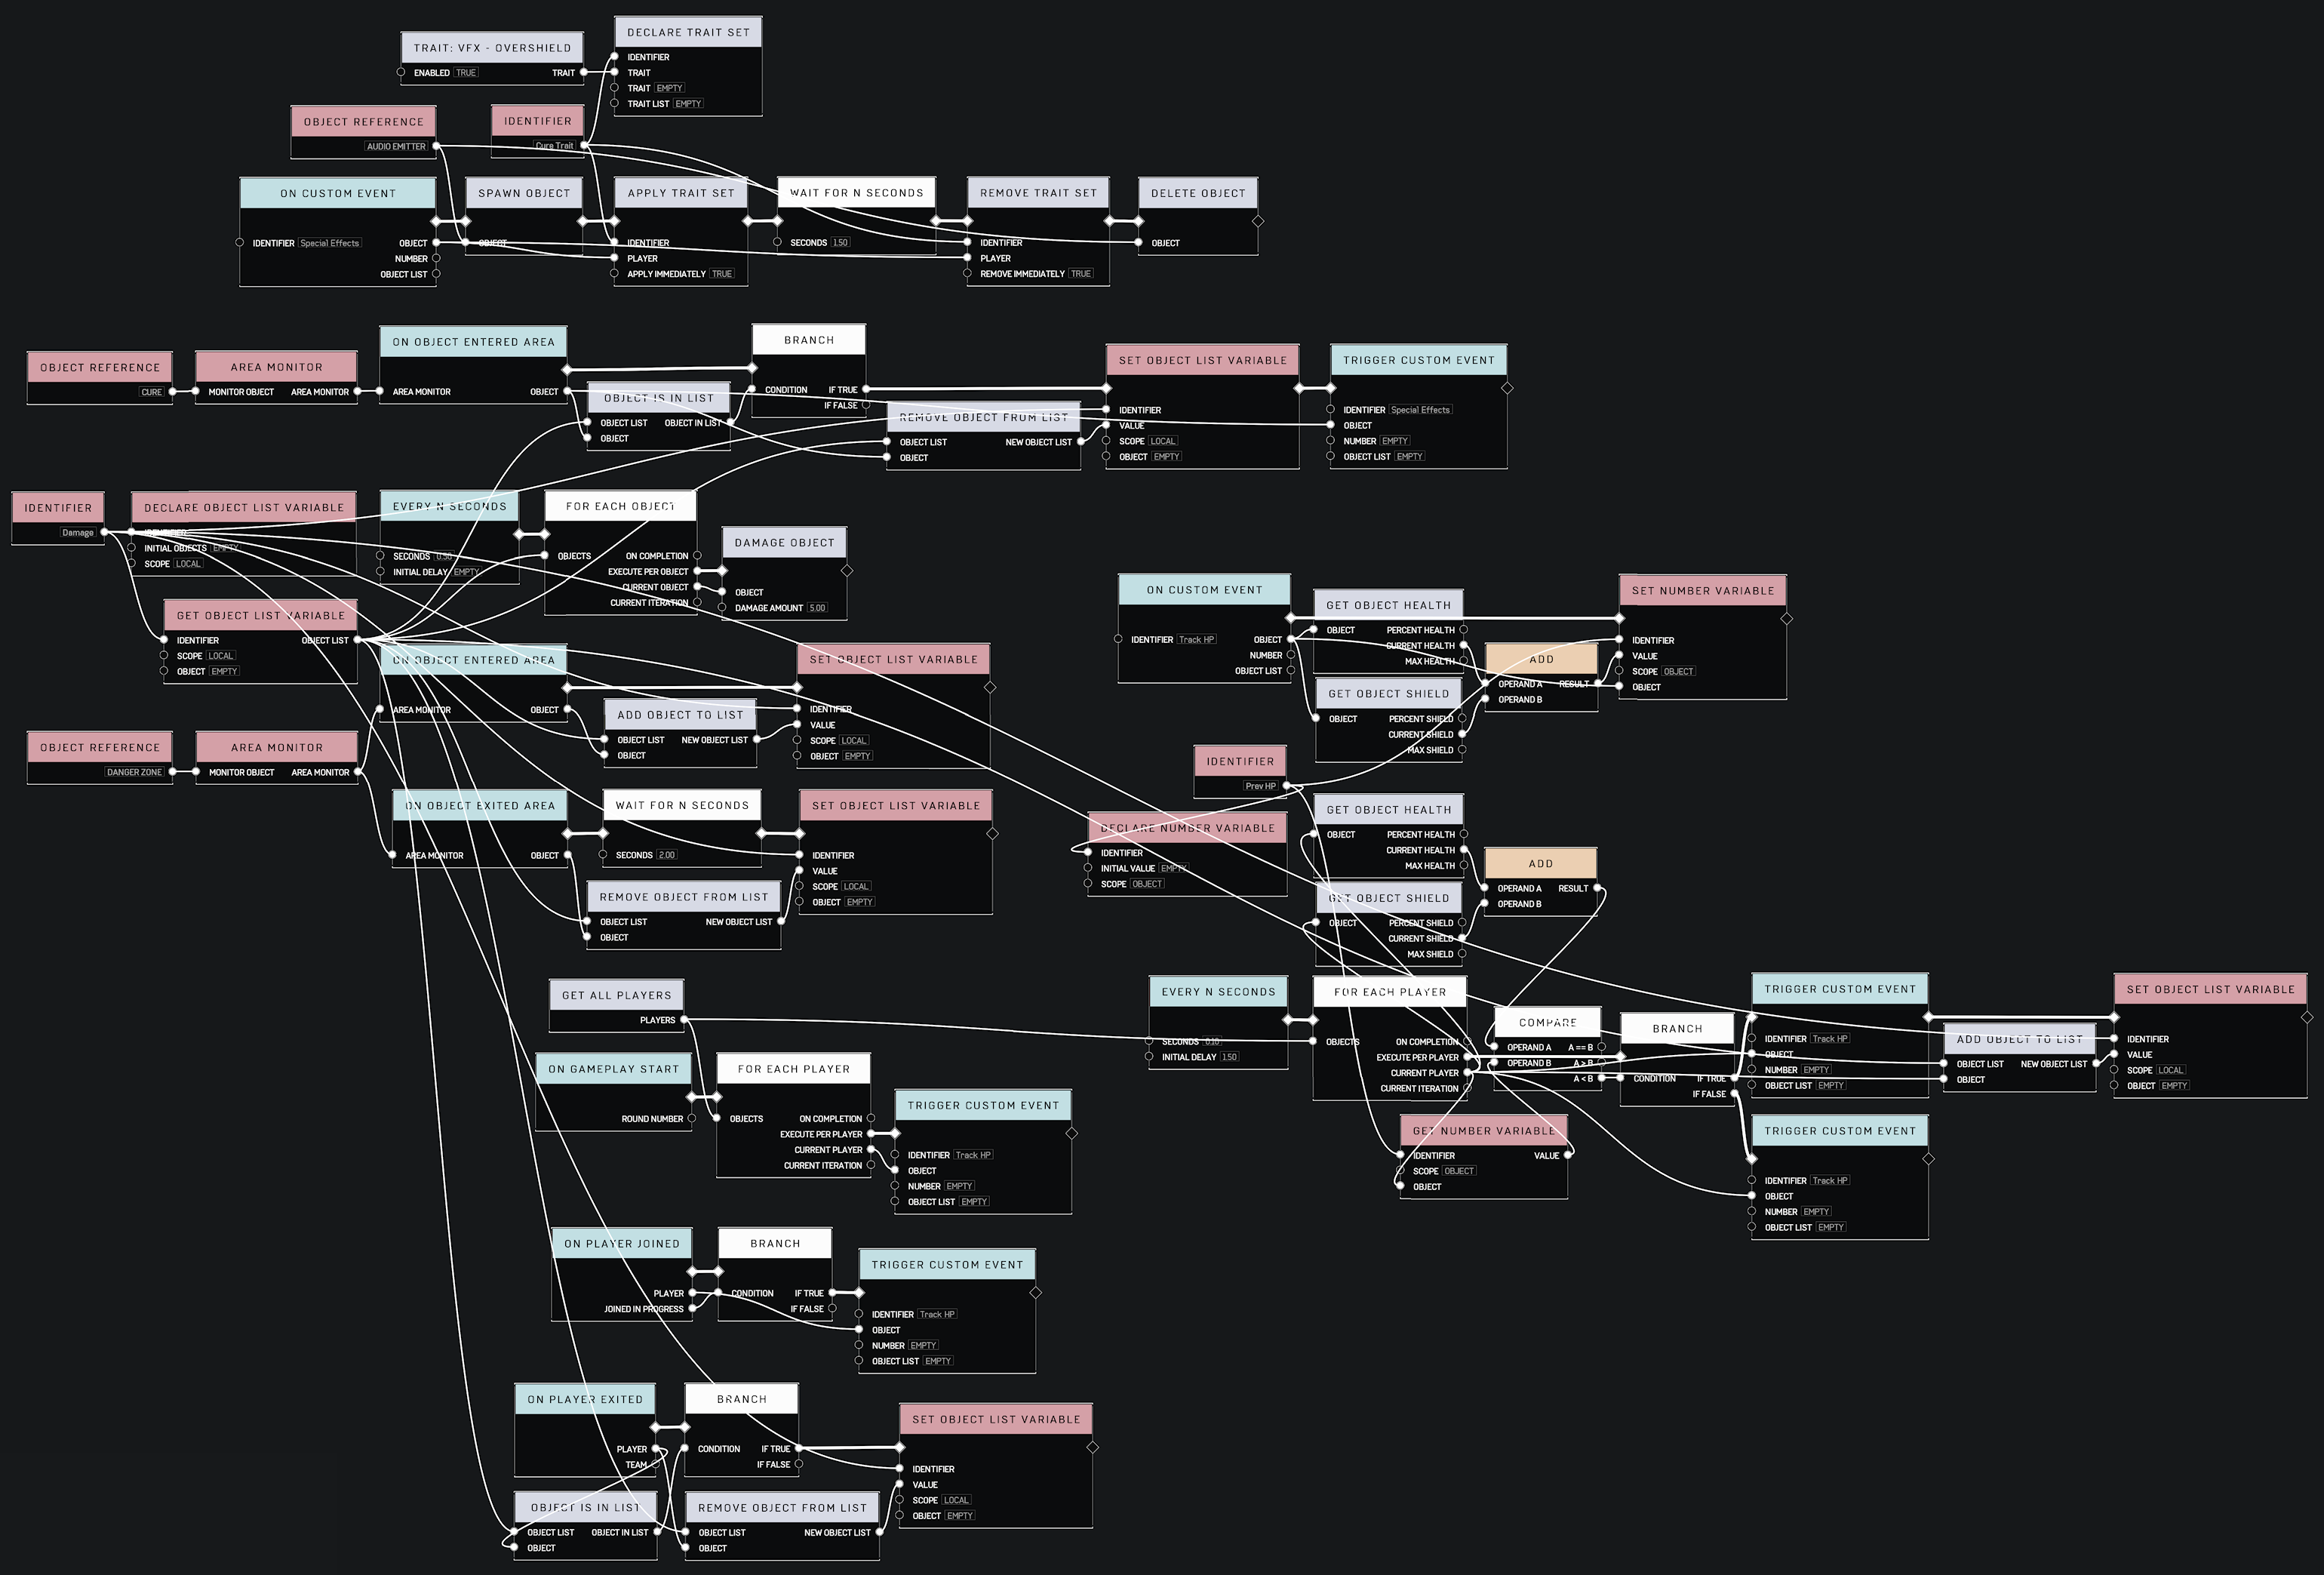 TRAIT: VFX - OVERSHIELD
ENABLED TRUE TRAIT
DECLARE TRAIT SET
IDENTIFIER
TRAIT
TRAIT EMPTY
TRAIT LIST EMPTY
OBJECT REFERENCE
AUDIO EMITTER
IDENTIFIER
Cure Trait
ON CUSTOM EVENT
IDENTIFIER Special Effects OBJECT
NUMBER
OBJECT LIST
SPAWN OBJECT
OBJECT
APPLY TRAIT SET
IDENTIFIER
PLAYER
APPLY IMMEDIATELY TRUE
WAIT FOR N SECONDS
SECONDS 1.50
REMOVE TRAIT SET
IDENTIFIER
PLAYER
REMOVE IMMEDIATELY TRUE
DELETE OBJECT
OBJECT
OBJECT REFERENCE
CURE
AREA MONITOR
MONITOR OBJECT AREA MONITOR
ON OBJECT ENTERED AREA
AREA MONITOR OBJECT
OBJECT IS IN LIST
OBJECT LIST OBJECT IN LIST
OBJECT
BRANCH
CONDITION IF TRUE
IF FALSE
REMOVE OBJECT FROM LIST
OBJECT LIST NEW OBJECT LIST
OBJECT
SET OBJECT LIST VARIABLE
IDENTIFIER
VALUE
SCOPE LOCAL
OBJECT EMPTY
TRIGGER CUSTOM EVENT
IDENTIFIER Special Effects
OBJECT
NUMBER EMPTY
OBJECT LIST EMPTY
IDENTIFIER
Damage
DECLARE OBJECT LIST VARIABLE
IDENTIFIER
INITIAL OBJECTS EMPTY
SCOPE LOCAL
EVERY N SECONDS
SECONDS 0.30
INITIAL DELAY EMPTY
FOR EACH OBJECT
OBJECTS ON COMPLETION
EXECUTE PER OBJECT
CURRENT OBJECT
CURRENT ITERATION
DAMAGE OBJECT
OBJECT
DAMAGE AMOUNT 5.00
GET OBJECT LIST VARIABLE
IDENTIFIER OBJECT LIST
SCOPE LOCAL
OBJECT EMPTY
ON OBJECT ENTERED AREA
AREA MONITOR OBJECT
ADD OBJECT TO LIST
OBJECT LIST NEW OBJECT LIST
OBJECT
SET OBJECT LIST VARIABLE
IDENTIFIER
VALUE
SCOPE LOCAL
OBJECT EMPTY
OBJECT REFERENCE
DANGER ZONE
AREA MONITOR
MONITOR OBJECT AREA MONITOR
ON OBJECT EXITED AREA
AREA MONITOR OBJECT
WAIT FOR N SECONDS
SECONDS 2.00
REMOVE OBJECT FROM LIST
OBJECT LIST NEW OBJECT LIST
OBJECT
SET OBJECT LIST VARIABLE
IDENTIFIER
VALUE
SCOPE LOCAL
OBJECT EMPTY
ON CUSTOM EVENT
IDENTIFIER Track HP OBJECT
NUMBER
OBJECT LIST
GET OBJECT HEALTH
OBJECT PERCENT HEALTH
CURRENT HEALTH
MAX HEALTH
GET OBJECT SHIELD
OBJECT PERCENT SHIELD
CURRENT SHIELD
MAX SHIELD
ADD
OPERAND A RESULT
OPERAND B
SET NUMBER VARIABLE
IDENTIFIER
VALUE
SCOPE OBJECT
OBJECT
IDENTIFIER
Prev HP
DECLARE NUMBER VARIABLE
IDENTIFIER
INITIAL VALUE EMPTY
SCOPE OBJECT
GET OBJECT HEALTH
OBJECT PERCENT HEALTH
CURRENT HEALTH
MAX HEALTH
GET OBJECT SHIELD
OBJECT PERCENT SHIELD
CURRENT SHIELD
MAX SHIELD
ADD
OPERAND A RESULT
OPERAND B
GET ALL PLAYERS
PLAYERS
EVERY N SECONDS
SECONDS 0.10
INITIAL DELAY 1.50
FOR EACH PLAYER
OBJECTS ON COMPLETION
EXECUTE PER PLAYER
CURRENT PLAYER
CURRENT ITERATION
COMPARE
OPERAND A A == B
OPERAND B A > B
A < B
BRANCH
CONDITION IF TRUE
IF FALSE
TRIGGER CUSTOM EVENT
IDENTIFIER Track HP
OBJECT
NUMBER EMPTY
OBJECT LIST EMPTY
ADD OBJECT TO LIST
OBJECT LIST NEW OBJECT LIST
OBJECT
SET OBJECT LIST VARIABLE
IDENTIFIER
VALUE
SCOPE LOCAL
OBJECT EMPTY
GET NUMBER VARIABLE
IDENTIFIER VALUE
SCOPE OBJECT
OBJECT
TRIGGER CUSTOM EVENT
IDENTIFIER Track HP
OBJECT
NUMBER EMPTY
OBJECT LIST EMPTY
ON GAMEPLAY START
ROUND NUMBER
FOR EACH PLAYER
OBJECTS ON COMPLETION
EXECUTE PER PLAYER
CURRENT PLAYER
CURRENT ITERATION
TRIGGER CUSTOM EVENT
IDENTIFIER Track HP
OBJECT
NUMBER EMPTY
OBJECT LIST EMPTY
ON PLAYER JOINED
PLAYER
JOINED IN PROGRESS
BRANCH
CONDITION IF TRUE
IF FALSE
TRIGGER CUSTOM EVENT
IDENTIFIER Track HP
OBJECT
NUMBER EMPTY
OBJECT LIST EMPTY
ON PLAYER EXITED
PLAYER
TEAM
BRANCH
CONDITION IF TRUE
IF FALSE
SET OBJECT LIST VARIABLE
IDENTIFIER
VALUE
SCOPE LOCAL
OBJECT EMPTY
OBJECT IS IN LIST
OBJECT LIST OBJECT IN LIST
OBJECT
REMOVE OBJECT FROM LIST
OBJECT LIST NEW OBJECT LIST
OBJECT